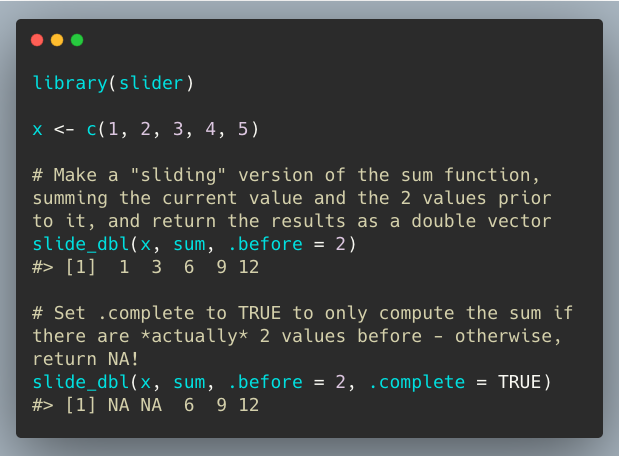 library(slider)
x <- c(1, 2, 3, 4, 5)
# Make a "sliding" version of the sum function,
summing the current value and the 2 values prior
to it, and return the results as a double vector
slide_dbl(x, sum, .before = 2)
#> [1]  1  3  6  9 12
# Set .complete to TRUE to only compute the sum if
there are *actually* 2 values before - otherwise,
return NA!
slide_dbl(x, sum, .before = 2, .complete = TRUE)
#> [1] NA NA  6  9 12